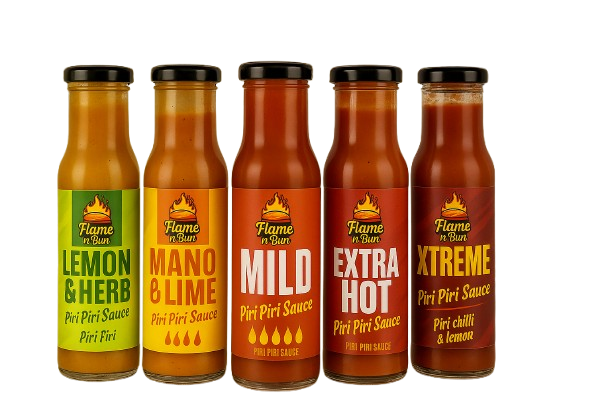 Flame
n Bun
LEMON
& HERB
Piri Piri Sauce
Piri Firi
Flame
n Bun
MANO
& LIME
Piri Piri Sauce
Flame
n Bun
MILD
Piri Piri Sauce
PIRI PIRI SAUCE
Flame
n Bun
EXTRA
HOT
Piri Piri Sauce
PIRI PIRI SAUCE
Flame
n Bun
XTREME
Piri Piri Sauce
Piri chilli
& lemon